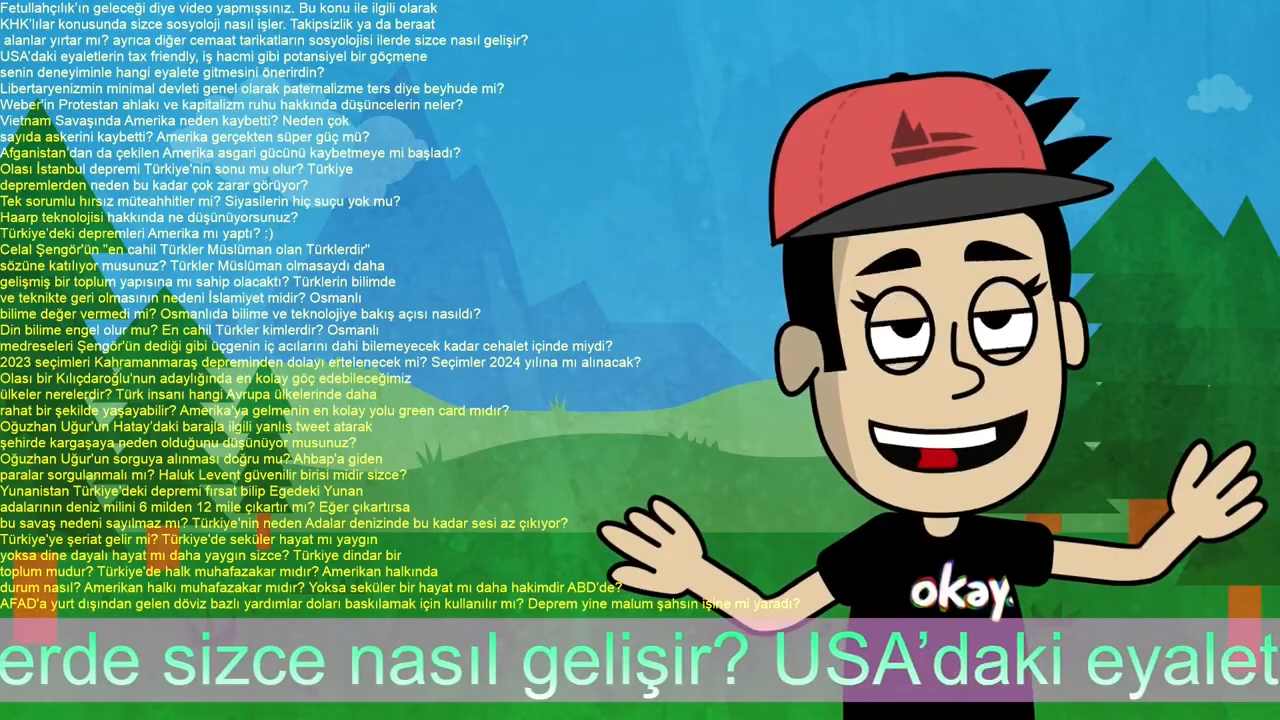 Fetullahçılık'ın geleceği diye video yapmışsınız. Bu konu ile ilgili olarak
KHK'lılar konusunda sizce sosyoloji nasıl işler. Takipsizlik ya da beraat
alanlar yırtar mı? ayrıca diğer cemaat tarikatların sosyolojisi ilerde sizce nasıl gelişir?
USA'daki eyaletlerin tax friendly, iş hacmi gibi potansiyel bir göçmene
senin deneyiminle hangi eyalete gitmesini önerirdin?
Libertaryenizmin minimal devleti genel olarak paternalizme ters diye beyhude mi?
Weber'in Protestan ahlakı ve kapitalizm ruhu hakkında düşüncelerin neler?
Vietnam Savaşında Amerika neden kaybetti? Neden çok
sayıda askerini kaybetti? Amerika gerçekten süper güç mü?
Afganistan'dan da çekilen Amerika asgari gücünü kaybetmeye mi başladı?
Olası İstanbul depremi Türkiye'nin sonu mu olur? Türkiye
depremlerden neden bu kadar çok zarar görüyor?
Tek sorumlu hırsız müteahhitler mi? Siyasilerin hiç suçu yok mu?
Haarp teknolojisi hakkında ne düşünüyorsunuz?
Türkiye'deki depremleri Amerika mı yaptı? :)
Celal Şengör'ün "en cahil Türkler Müslüman olan Türklerdir"
sözüne katılıyor musunuz? Türkler Müslüman olmasaydı daha
gelişmiş bir toplum yapısına mı sahip olacaktı? Türklerin bilimde
ve teknikte geri olmasının nedeni İslamiyet midir? Osmanlı
bilime değer vermedi mi? Osmanlıda bilime ve teknolojiye bakış açısı nasıldı?
Din bilime engel olur mu? En cahil Türkler kimlerdir? Osmanlı
medreseleri Şengör'ün dediği gibi üçgenin iç acılarını dahi bilemeyecek kadar cehalet içinde miydi?
2023 seçimleri Kahramanmaraş depreminden dolayı ertelenecek mi? Seçimler 2024 yılına mı alınacak?
Olası bir Kılıçdaroğlu'nun adaylığında en kolay göç edebileceğimiz
ülkeler nerelerdir? Türk insanı hangi Avrupa ülkelerinde daha
rahat bir şekilde yaşayabilir? Amerika'ya gelmenin en kolay yolu green card mıdır?
Oğuzhan Uğur'un Hatay'daki barajla ilgili yanlış tweet atarak
şehirde kargaşaya neden olduğunu düşünüyor musunuz?
Oğuzhan Uğur'un sorguya alınması doğru mu? Ahbap'a giden
paralar sorgulanmalı mı? Haluk Levent güvenilir birisi midir sizce?
Yunanistan Türkiye'deki depremi fırsat bilip Egedeki Yunan
adalarının deniz milini 6 milden 12 mile çıkartır mı? Eğer çıkartırsa
bu savaş nedeni sayılmaz mı? Türkiye'nin neden Adalar denizinde bu kadar sesi az çıkıyor?
Türkiye'ye şeriat gelir mi? Türkiye'de seküler hayat mı yaygın
yoksa dine dayalı hayat mı daha yaygın sizce? Türkiye dindar bir
toplum mudur? Türkiye'de halk muhafazakar mıdır? Amerikan halkında
durum nasıl? Amerikan halkı muhafazakar mıdır? Yoksa seküler bir hayat mı daha hakimdir ABD'de?
AFAD'a yurt dışından gelen döviz bazlı yardımlar doları baskılamak için kullanılır mı? Deprem yine malum şahsın işine mi yaradı?
okay.
erde sizce nasıl gelişir? USA'daki eyalet